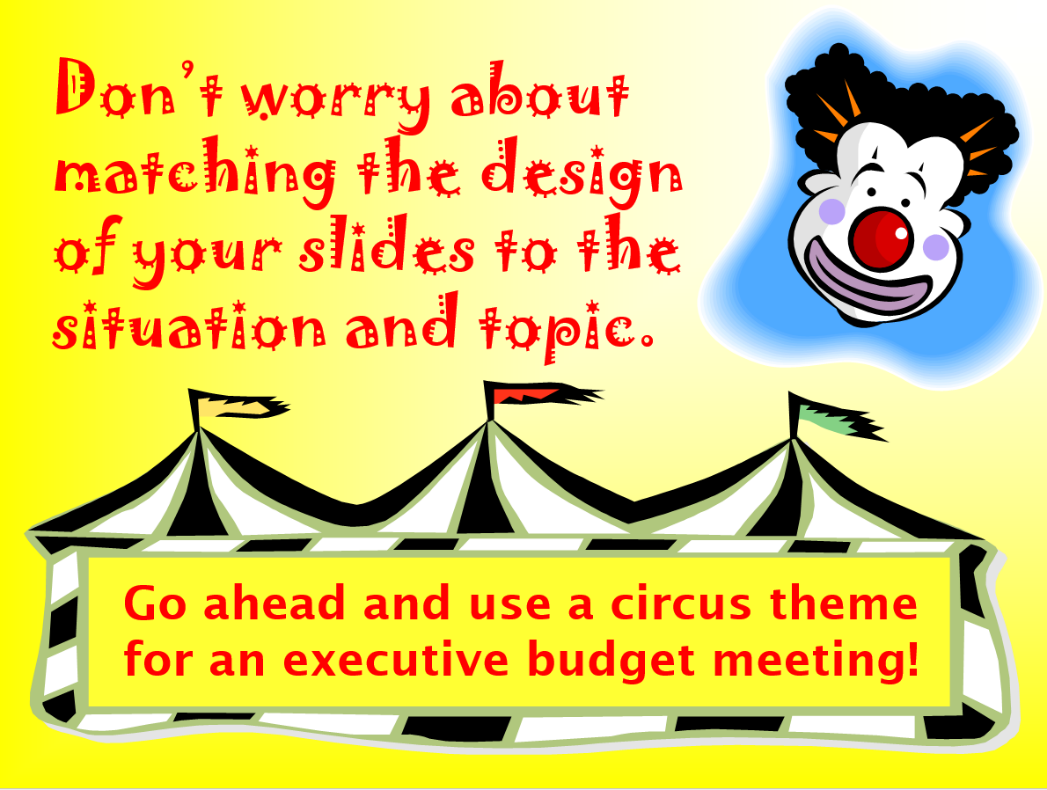 Don't worry about
matching the design
of your slides to the
situation and topic.
Go ahead and use a circus theme
for an executive budget meeting!